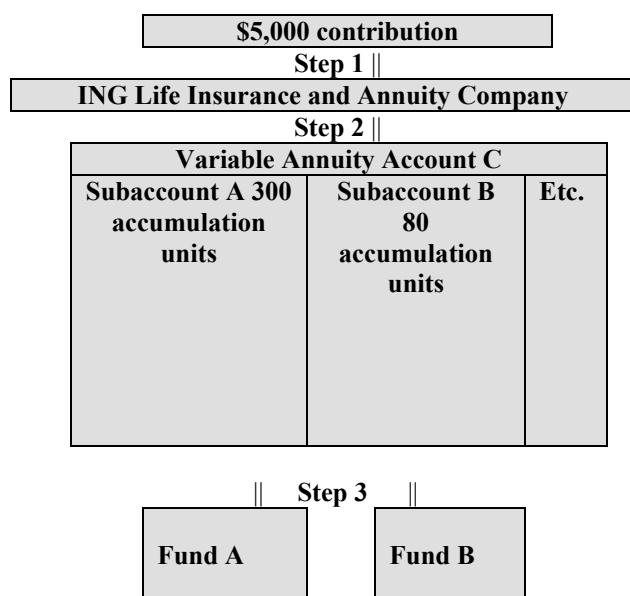 $5,000 contribution
Step 1 ||
ING Life Insurance and Annuity Company
Step 2 ||
Variable Annuity Account C
Subaccount A 300
accumulation
units
Subaccount B
80
accumulation
units
Etc.
|| Step 3 ||
Fund A
Fund B